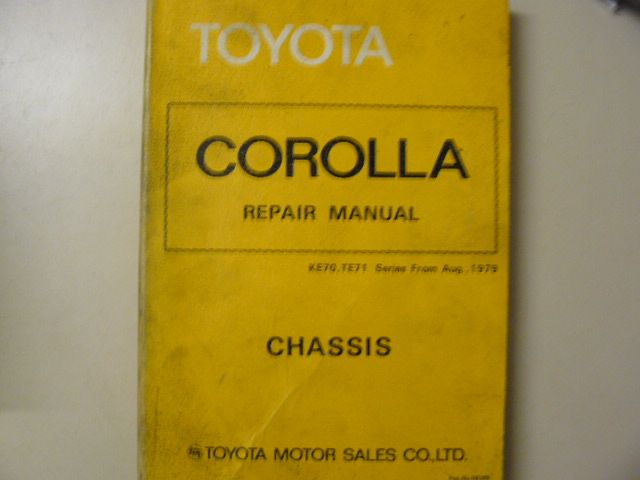 TOYOTA
COROLLA
REPAIR MANUAL
KE70,TE71 Series From Aug.,1979
CHASSIS
TOYOTA MOTOR SALES CO.,LTD.